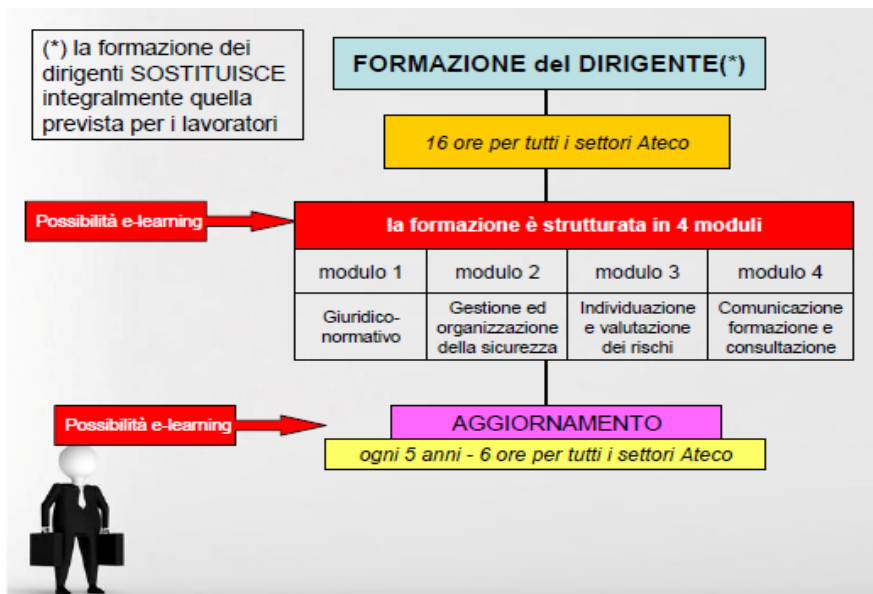 (*) la formazione dei
dirigenti SOSTITUISCE
integralmente quella
prevista per i lavoratori
FORMAZIONE del DIRIGENTE(*)
16 ore per tutti i settori Ateco
Possibilità e-learning
la formazione è strutturata in 4 moduli
modulo 1
modulo 2
modulo 3
modulo 4
Giuridico-
normativo
Gestione ed
organizzazione
della sicurezza
Individuazione
e valutazione
dei rischi
Comunicazione
formazione e
consultazione
Possibilità e-learning
AGGIORNAMENTO
ogni 5 anni - 6 ore per tutti i settori Ateco